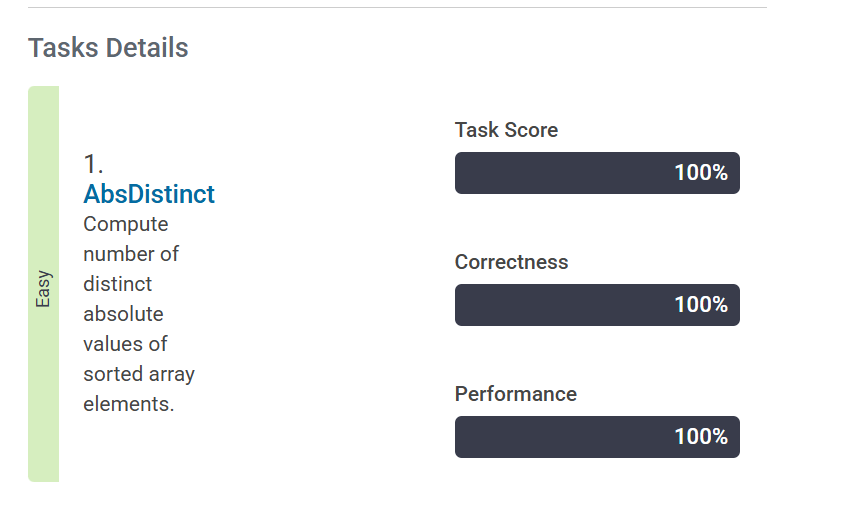 Tasks Details
Easy
1.
AbsDistinct
Compute
number of
distinct
absolute
values of
sorted array
elements.
Task Score
100%
Correctness
100%
Performance
100%